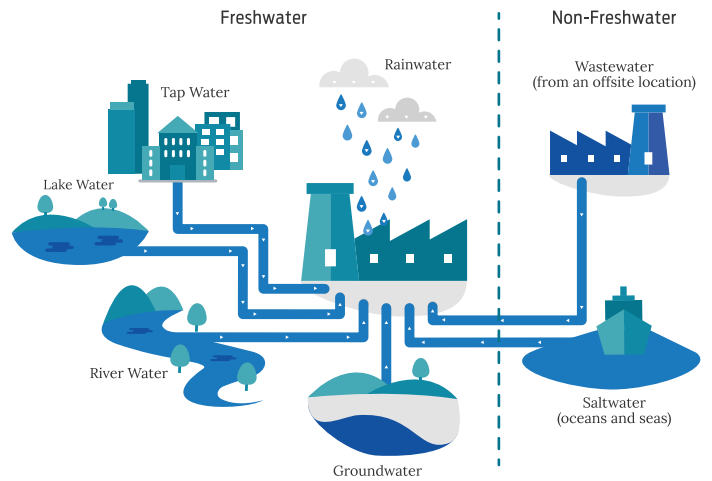 Freshwater
Non-Freshwater
Rainwater
Wastewater
(from an offsite location)
Tap Water
Lake Water
River Water
Saltwater
(oceans and seas)
Groundwater